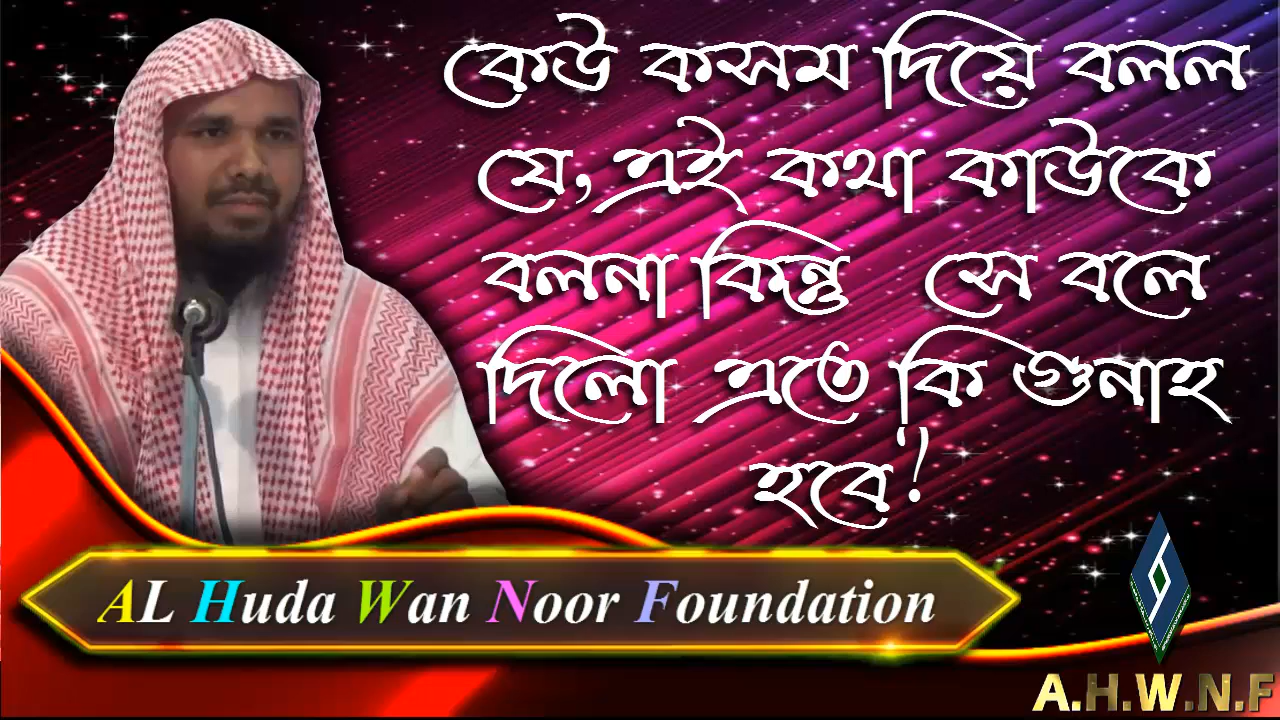 কেউ কসম দিয়ে বলল
যে, এই কথা কাউকে
বলনা কিন্তু সে বলে
দিলো এতে কি গুনাহ
হবে!
AL Huda Wan Noor Foundation
A.H.W.N.F